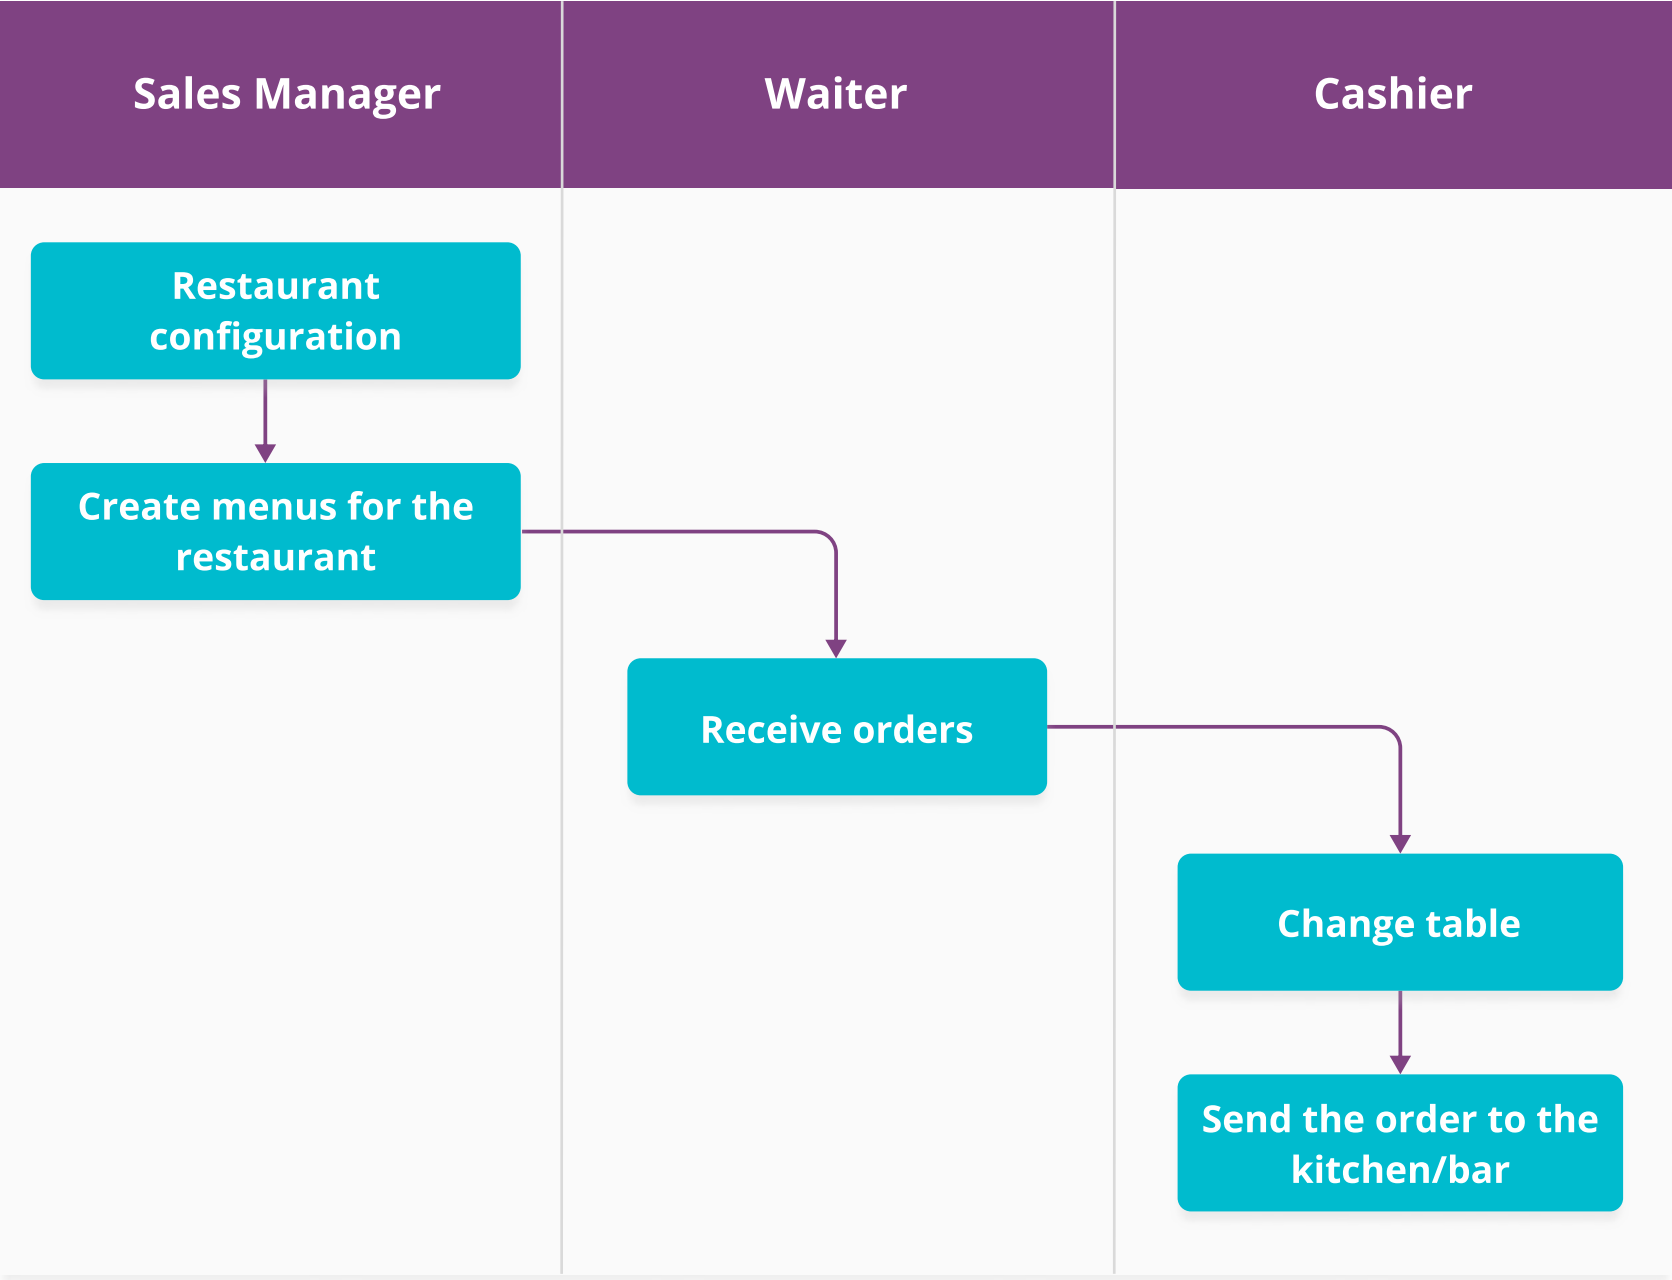 Sales Manager
Waiter
Cashier
Restaurant
configuration
Create menus for the
restaurant
Receive orders
Change table
Send the order to the
kitchen/bar